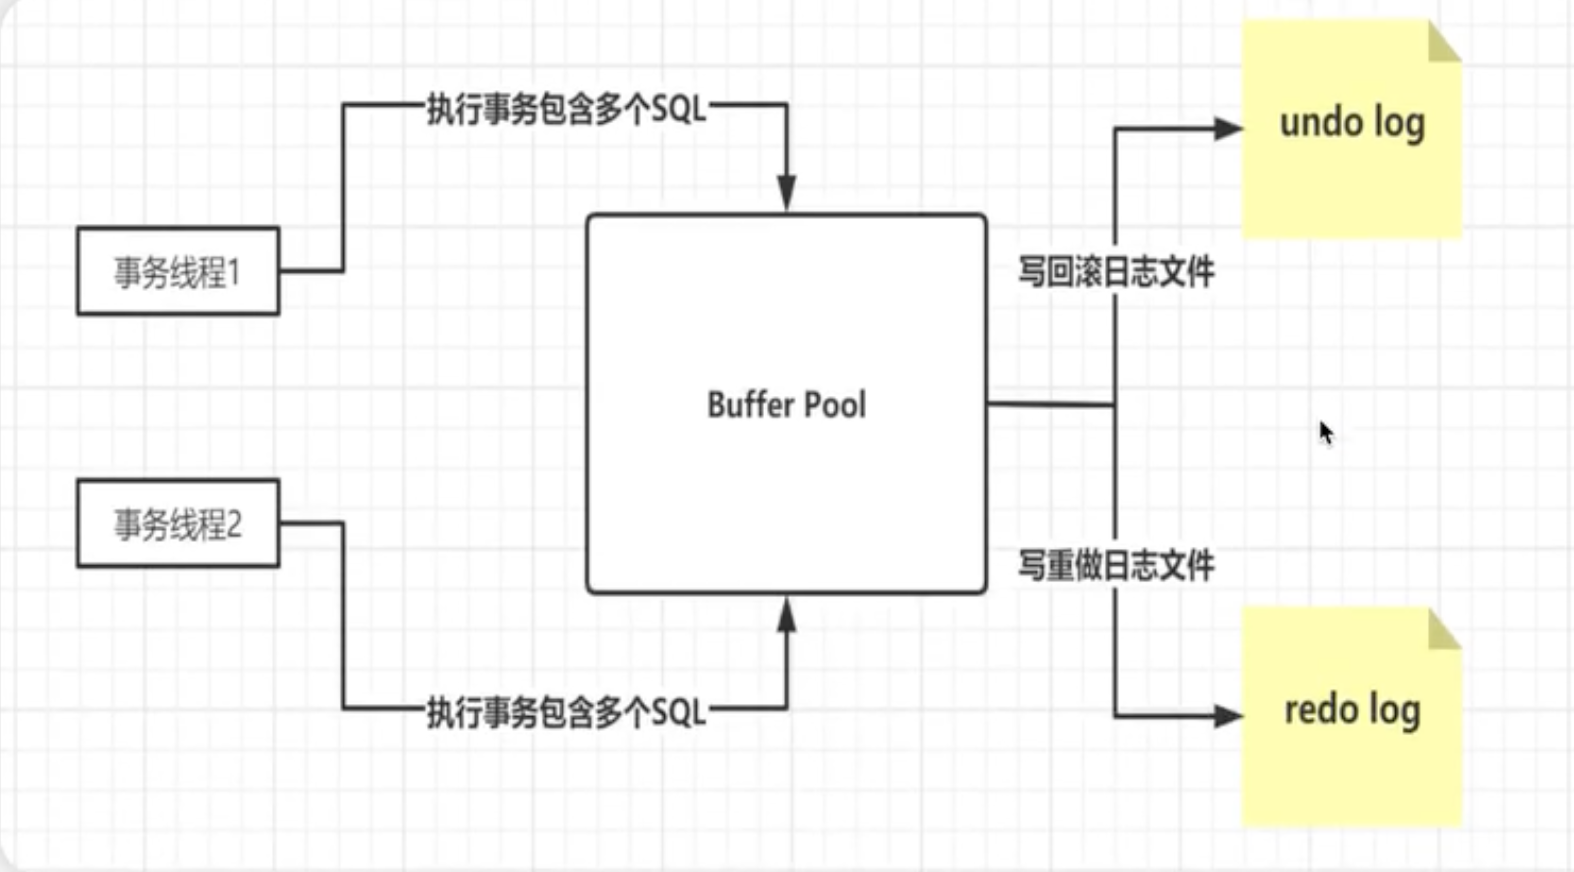 执行事务包含多个SQL
undo log
事务线程1
写回滚日志文件
Buffer Pool
事务线程2
写重做日志文件
执行事务包含多个SQL
redo log